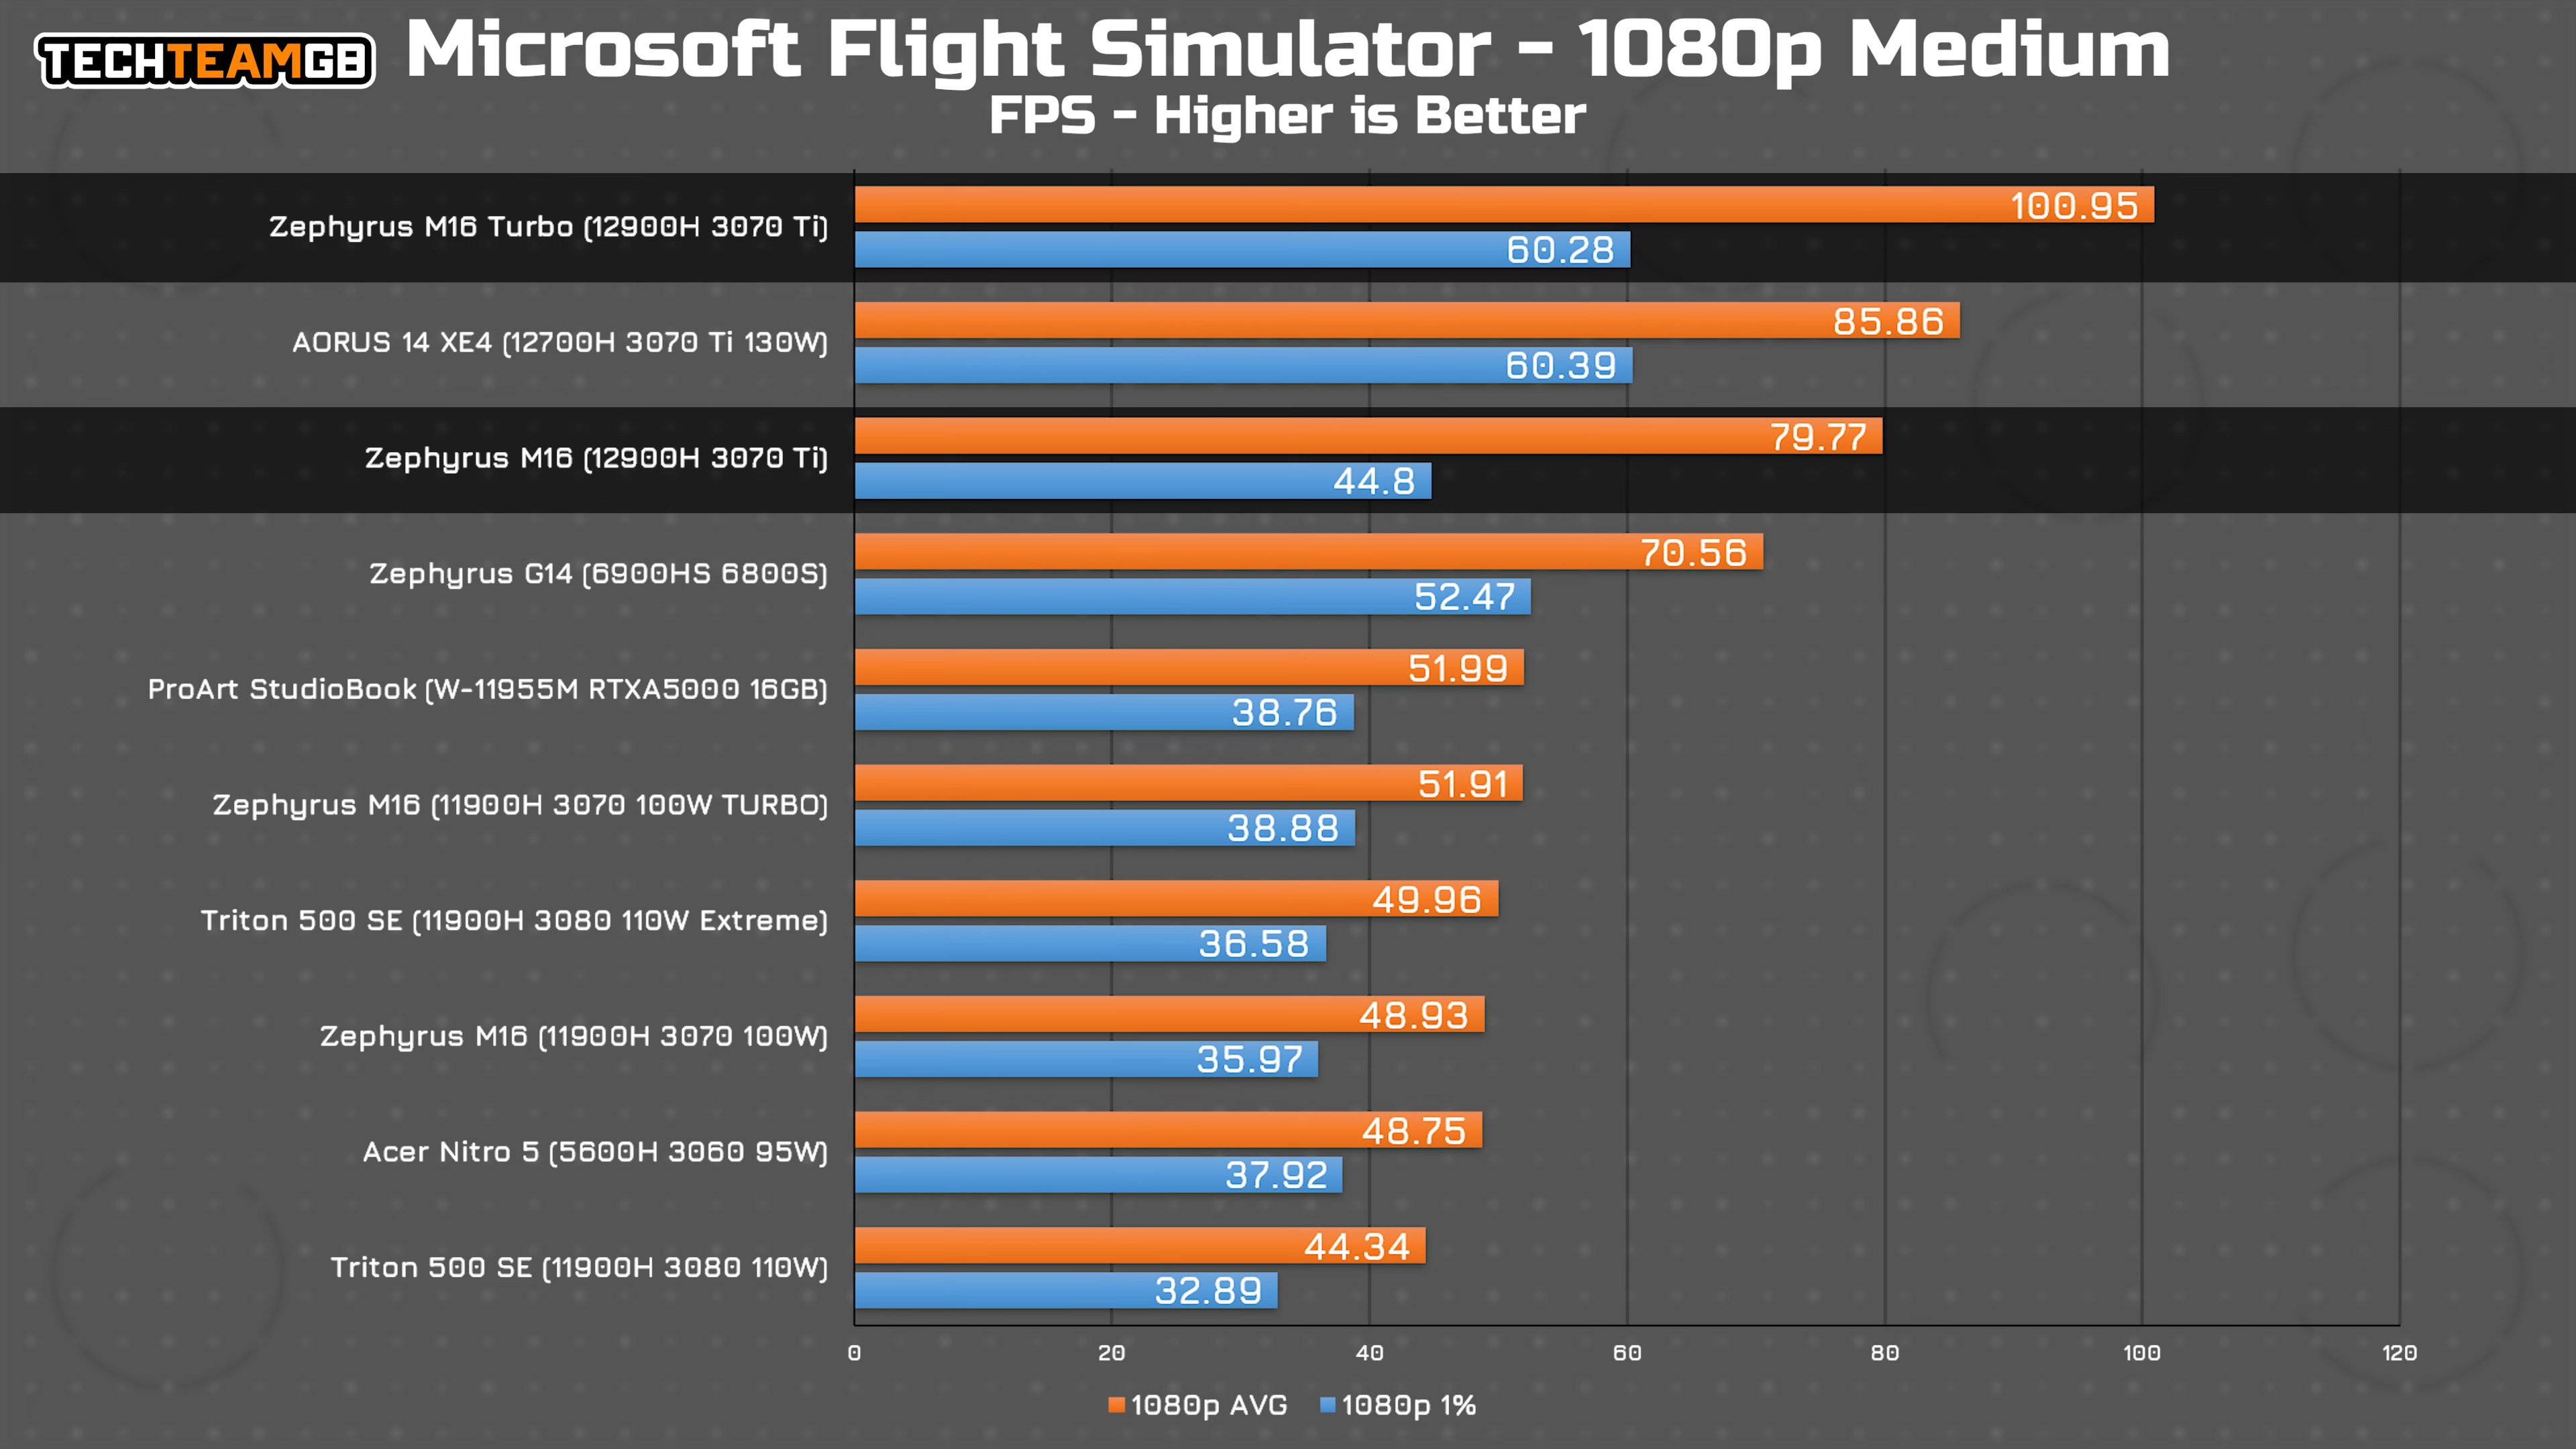 TECHTEAMGB
Microsoft Flight Simulator - 1080p Medium
FPS - Higher is Better
Zephyrus M16 Turbo (12900H 3070 Ti)
100.95
60.28
AORUS 14 XE4 (12700H 3070 Ti 130W)
85.86
60.39
Zephyrus M16 (12900H 3070 Ti)
79.77
44.8
Zephyrus G14 (6900HS 6800S)
70.56
52.47
ProArt StudioBook (W-11955M RTXA5000 16GB)
51.99
38.76
Zephyrus M16 (11900H 3070 100W TURBO)
51.91
38.88
Triton 500 SE (11900H 3080 110W Extreme)
49.96
36.58
Zephyrus M16 (11900H 3070 100W)
48.93
35.97
Acer Nitro 5 (5600H 3060 95W)
48.75
37.92
Triton 500 SE (11900H 3080 110W)
44.34
32.89
0 20 40 60 80 100 120
1080p AVG 1080p 1%